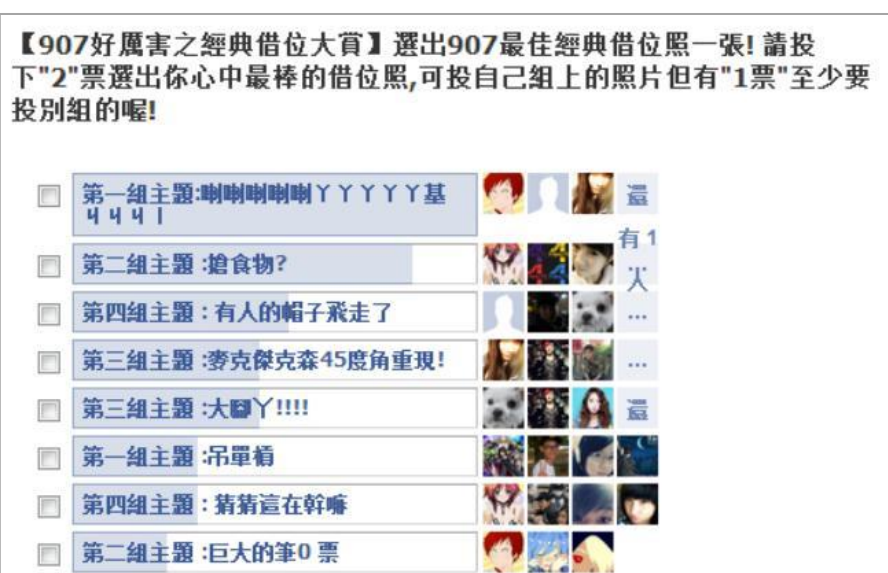 【907好厲害之經典借位大賞】選出907最佳經典借位照一張! 請投
下"2"票選出你心中最棒的借位照,可投自己組上的照片但有"1票"至少要
投別組的喔!
第一組主題:喇喇喇喇喇丫丫丫丫丫基
ㄐㄐㄐ|
還
有 1
人
第二組主題 :搶食物?
第四組主題 : 有人的帽子飛走了
...
第三組主題 :麥克傑克森45度角重現!
...
第三組主題 :大腳丫!!!!
還
第一組主題 :吊單槓
第四組主題 : 猜猜這在幹嘛
第二組主題 :巨大的筆0 票